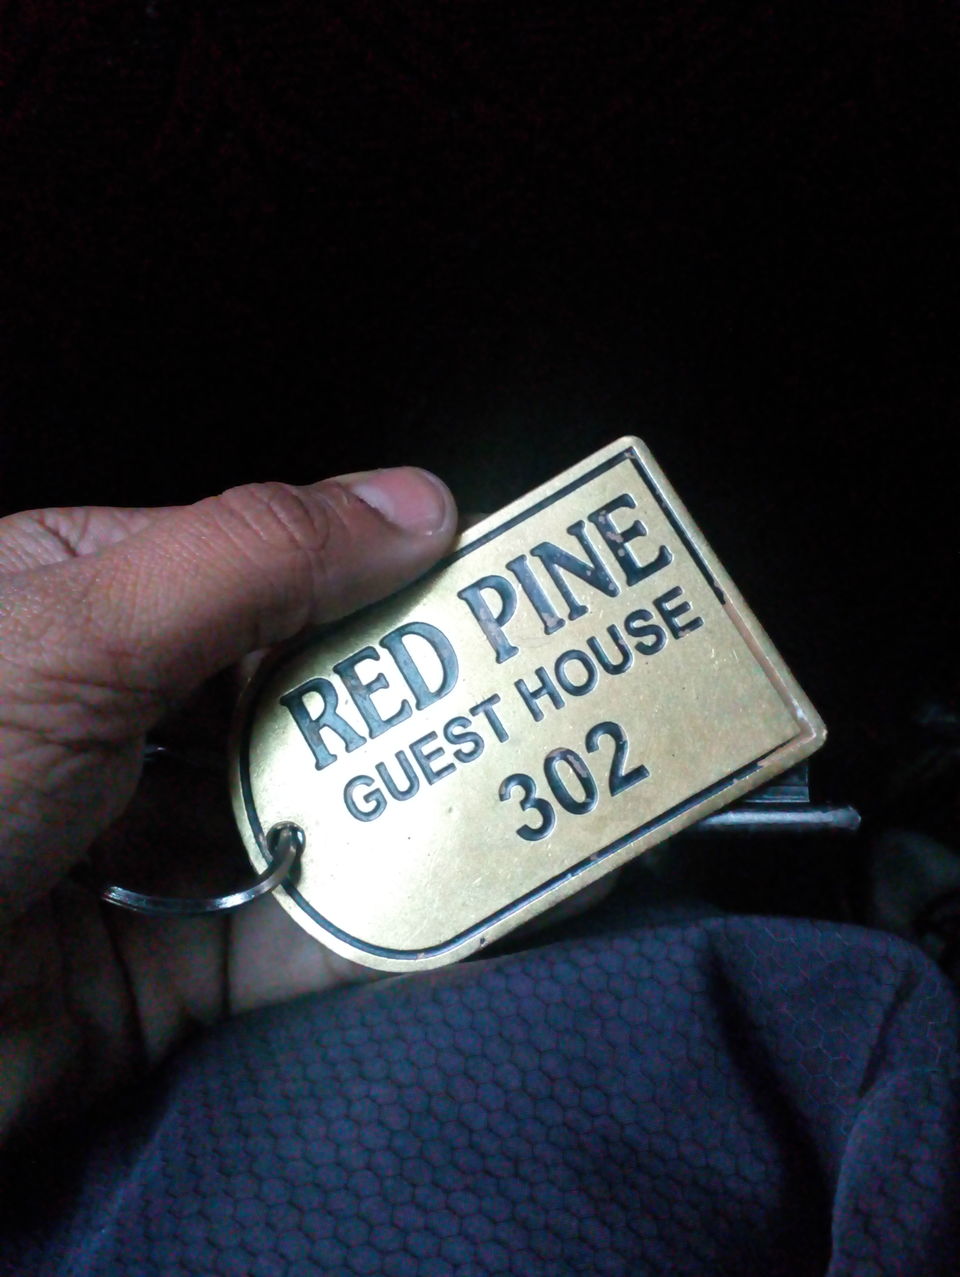 RED PINE
GUEST HOUSE
302